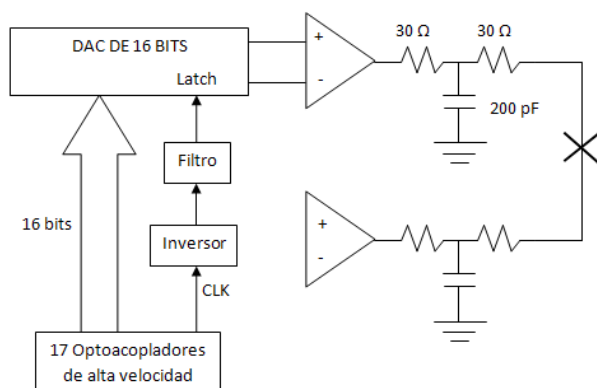 DAC DE 16 BITS
Latch
+
-
30 Ω
30 Ω
200 pF
Filtro
16 bits
Inversor
+
-
CLK
17 Optoacopladores
de alta velocidad